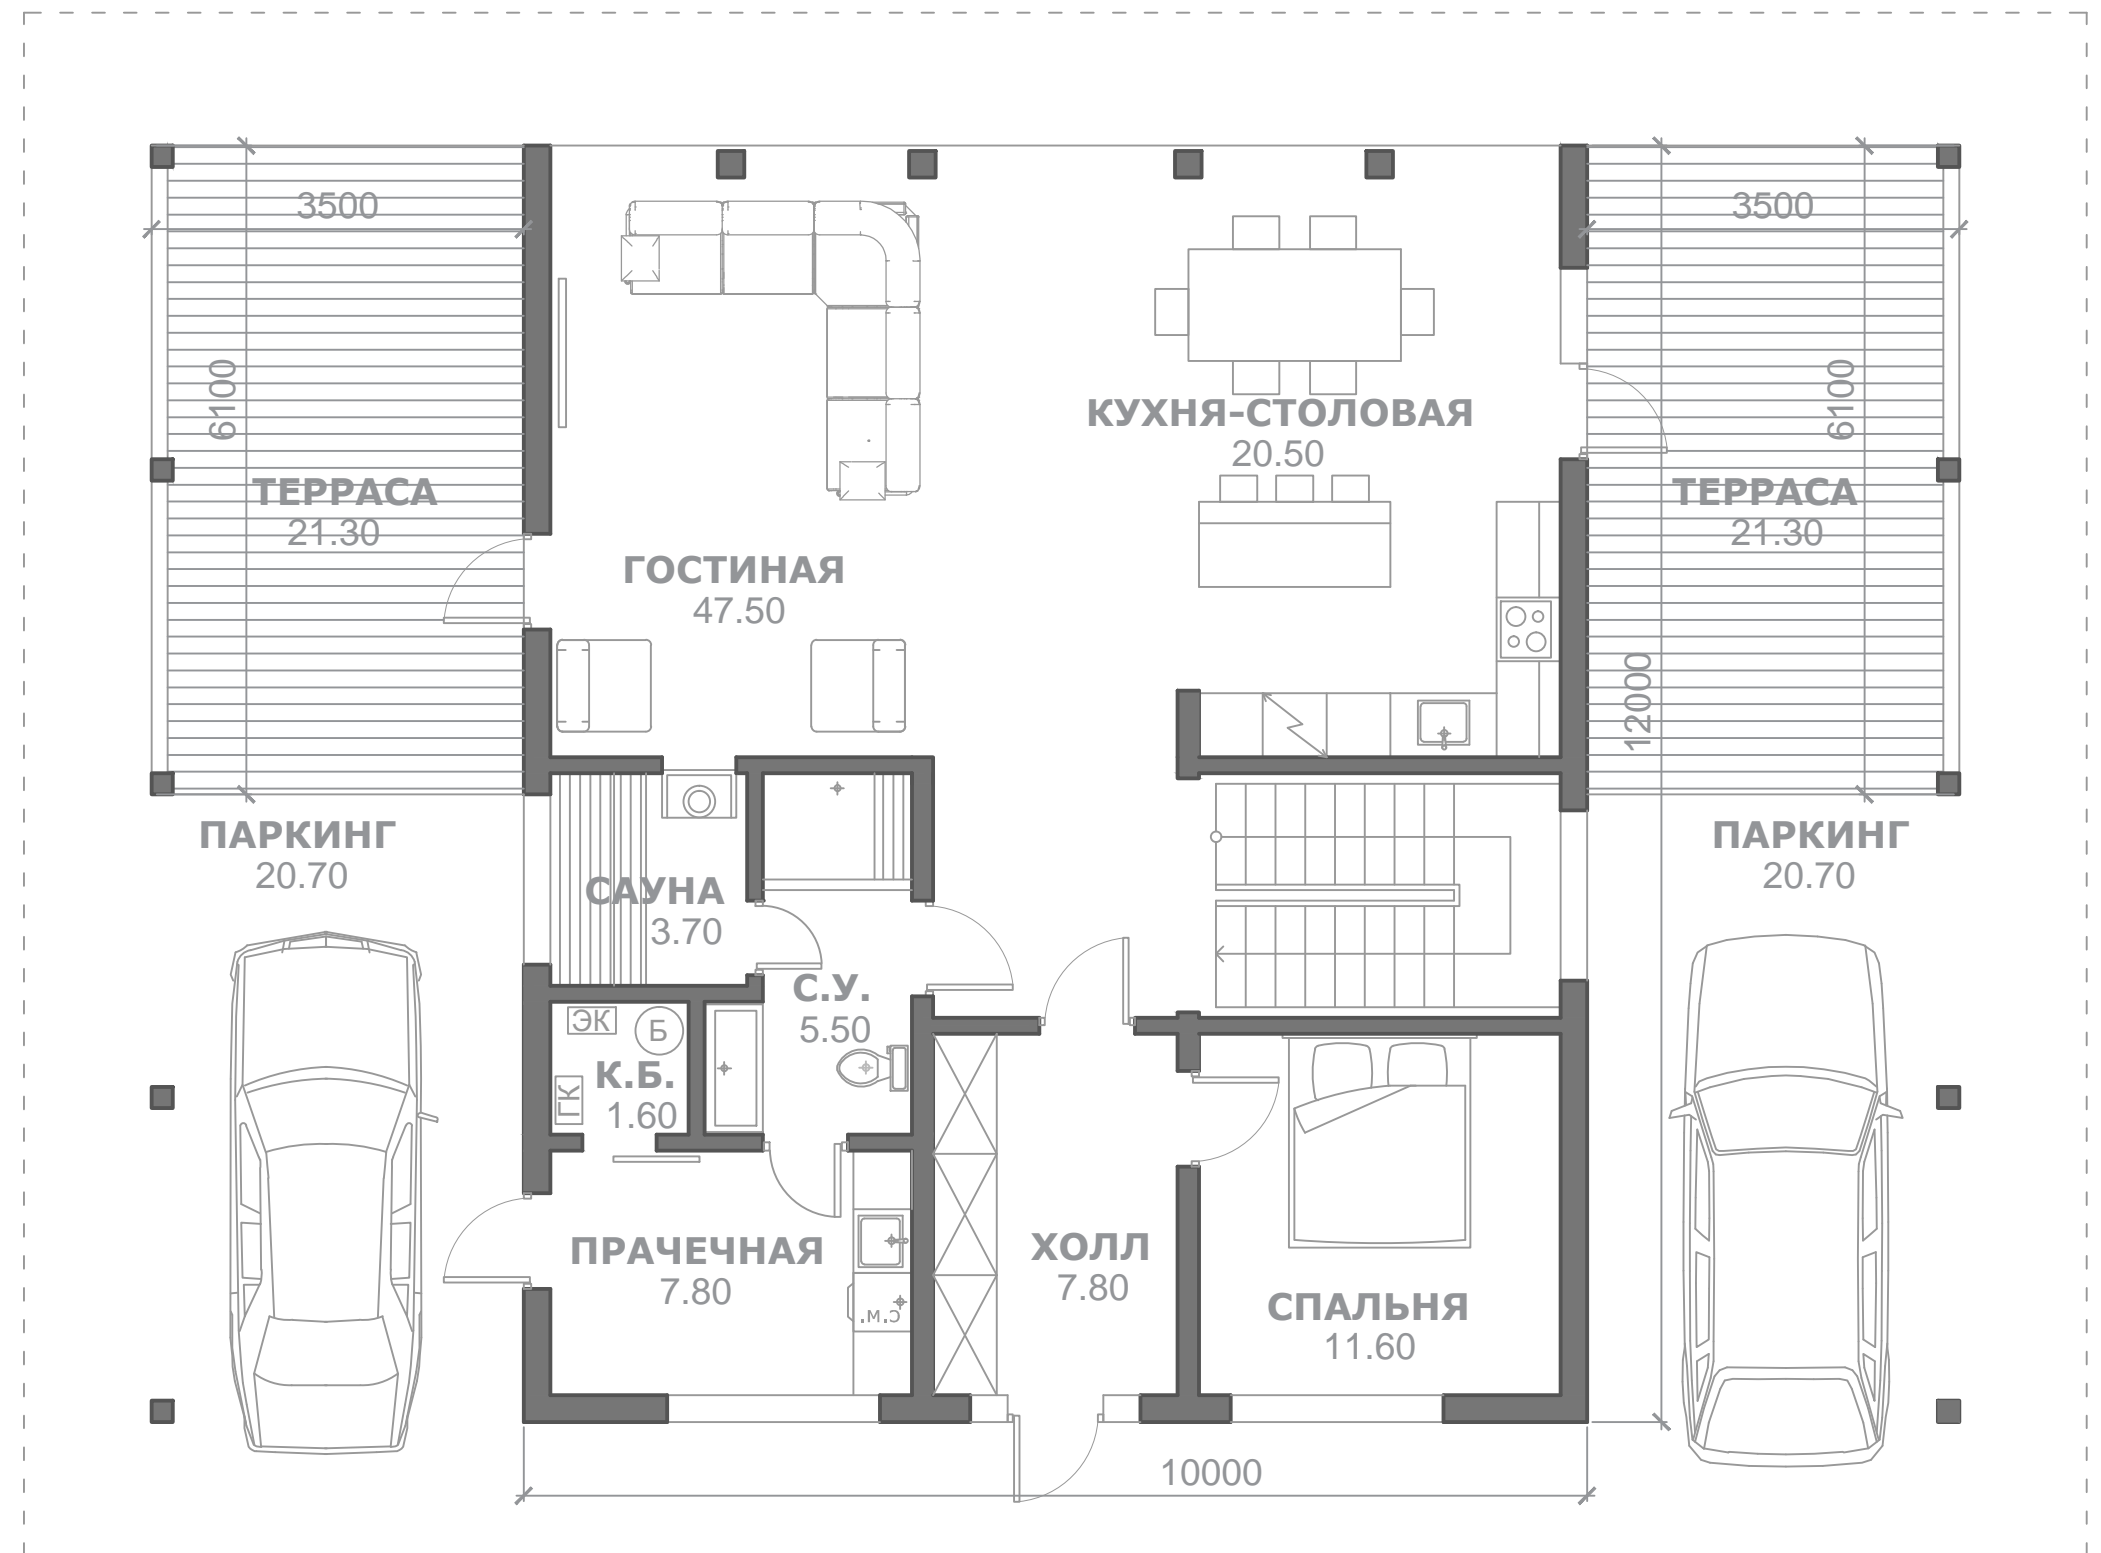 3500
3500
6100
6100
КУХНЯ-СТОЛОВАЯ
20.50
ТЕРРАСА
21.30
ТЕРРАСА
21.30
ГОСТИНАЯ
47.50
12000
ПАРКИНГ
20.70
ПАРКИНГ
20.70
САУНА
3.70
С.У.
5.50
ЭК
Б
ГК
К.Б.
1.60
ПРАЧЕЧНАЯ
7.80
ХОЛЛ
7.80
С.М.
СПАЛЬНЯ
11.60
10000